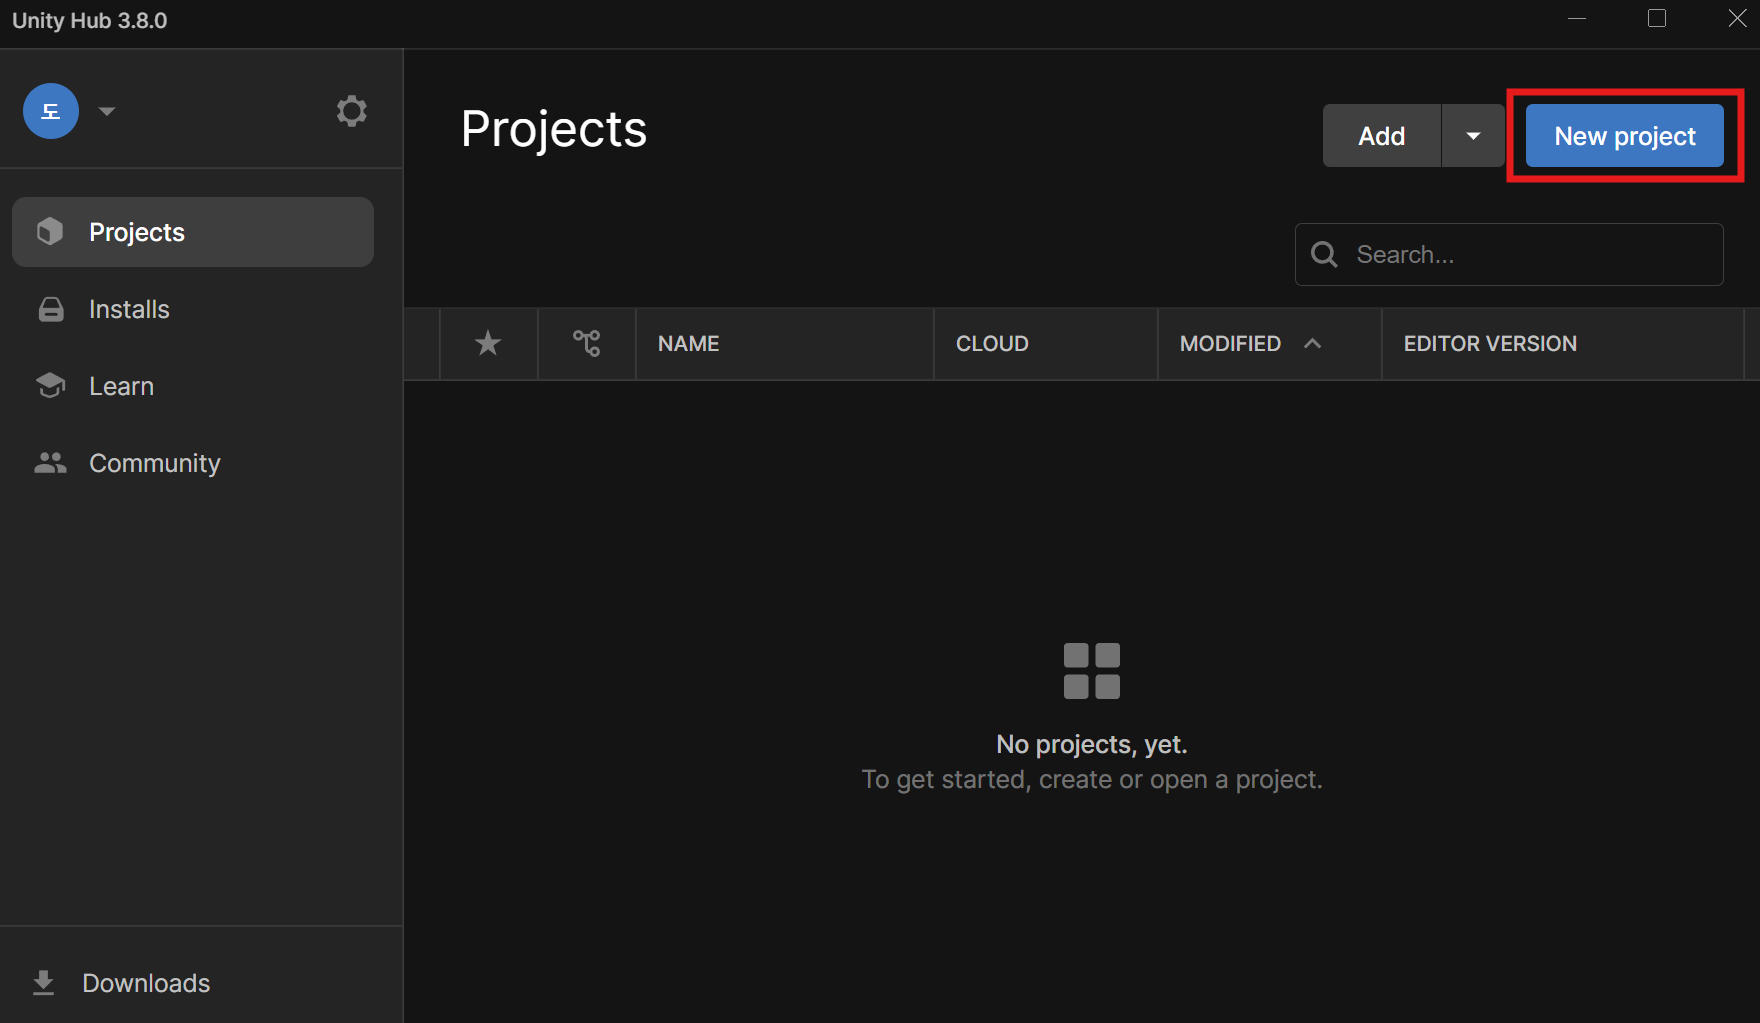 Unity Hub 3.8.0
도
Projects
Add
New project
Projects
Installs
Learn
Community
Search...
NAME
CLOUD
MODIFIED
EDITOR VERSION
No projects, yet.
To get started, create or open a project.
Downloads